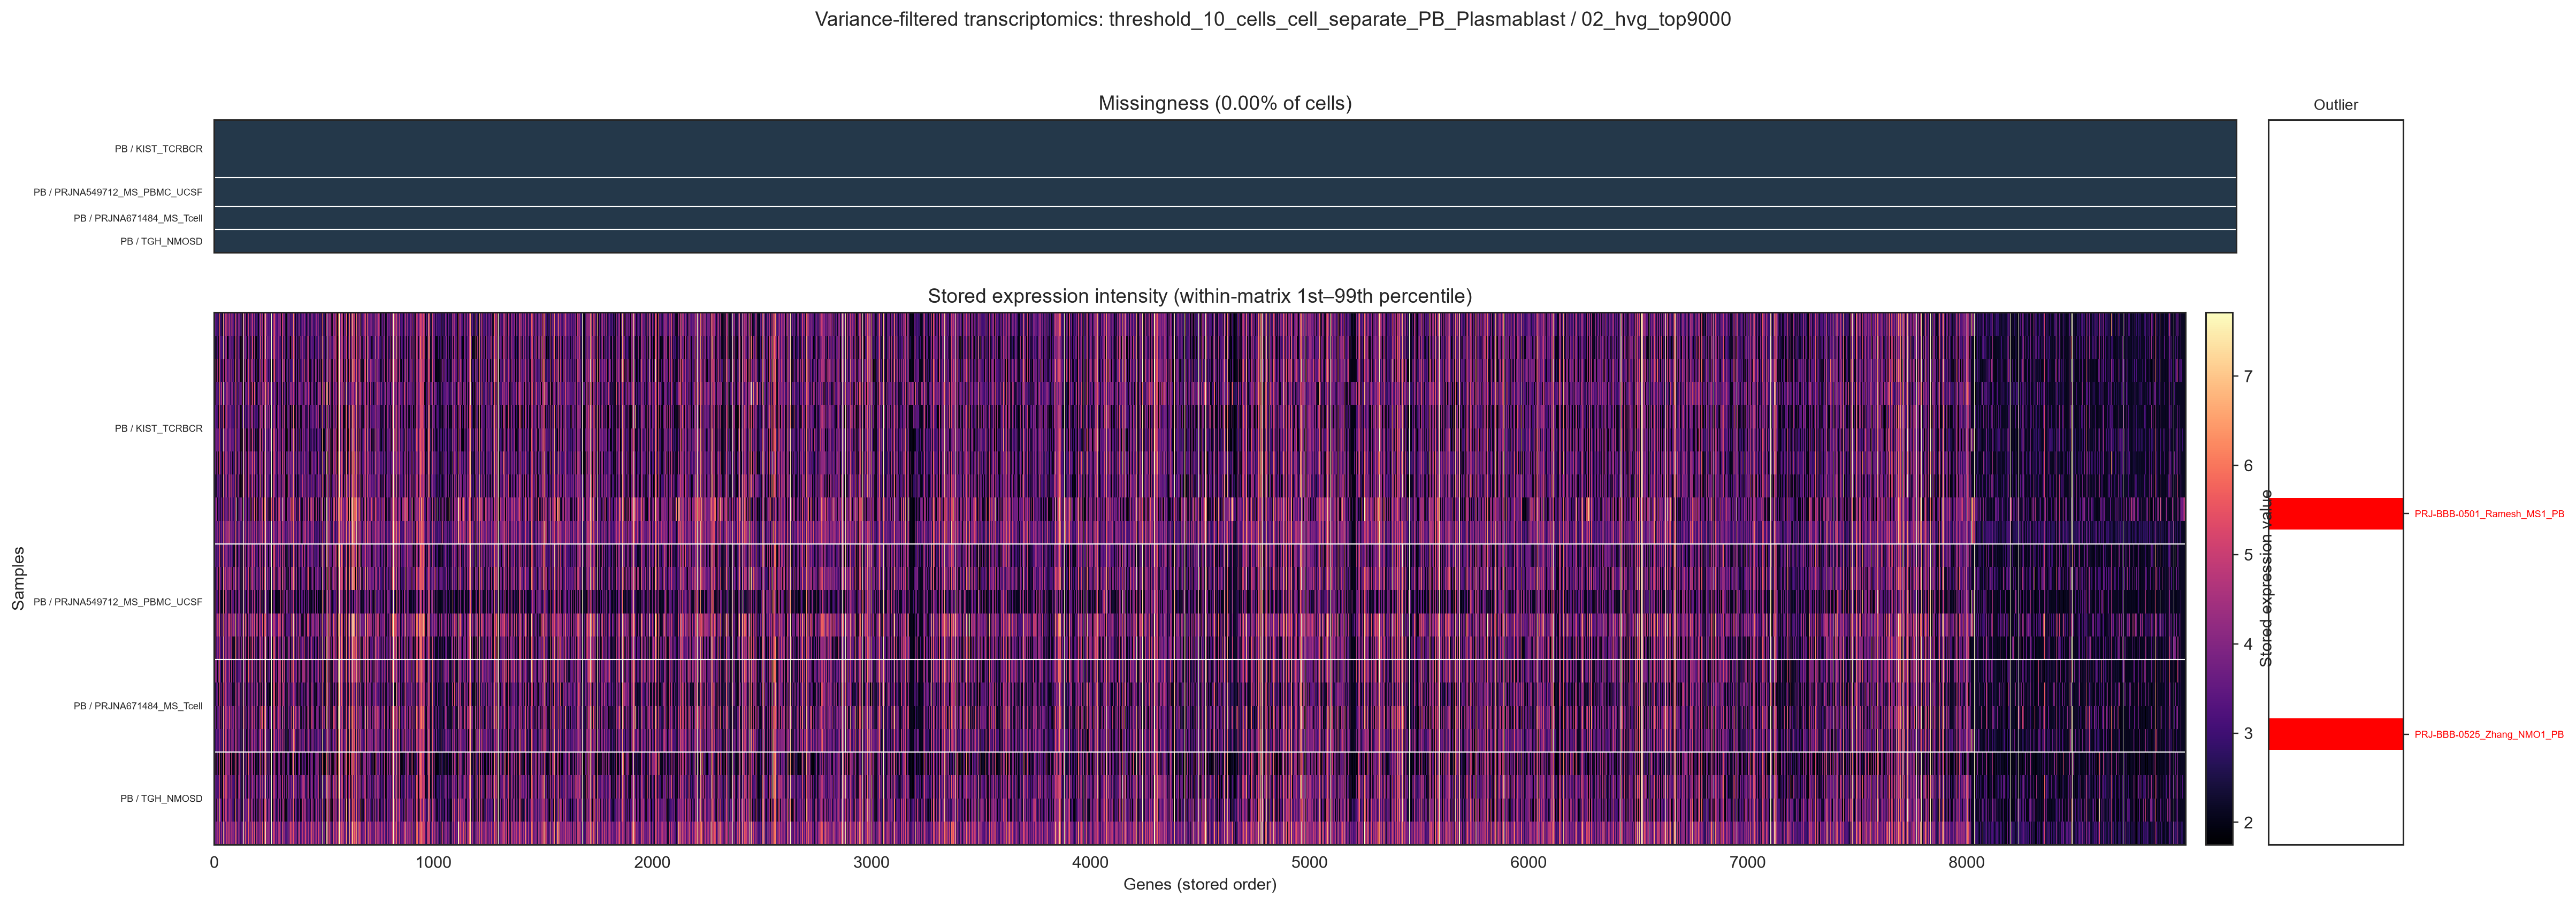 Variance-filtered transcriptomics: threshold_10_cells_cell_separate_PB_Plasmablast / 02_hvg_top9000
Missingness (0.00% of cells)
Outlier
PB / KIST_TCRBCR
PB / PRJNA549712_MS_PBMC_UCSF
PB / PRJNA671484_MS_Tcell
PB / TGH_NMOSD
Stored expression intensity (within-matrix 1st–99th percentile)
Samples
PB / KIST_TCRBCR
PB / PRJNA549712_MS_PBMC_UCSF
PB / PRJNA671484_MS_Tcell
PB / TGH_NMOSD
0 1000 2000 3000 4000 5000 6000 7000 8000
Genes (stored order)
7
6
5
4
3
2
Stored expression value
PRJ-BBB-0501_Ramesh_MS1_PB
PRJ-BBB-0525_Zhang_NMO1_PB